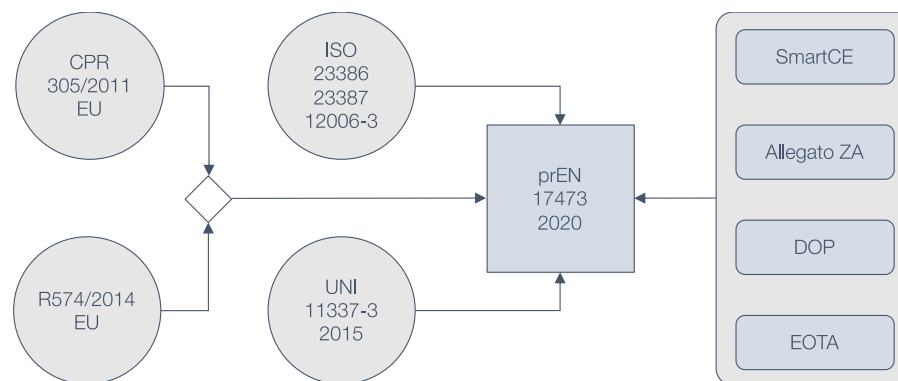 CPR
305/2011
EU
ISO
23386
23387
12006-3
SmartCE
Allegato ZA
prEN
17473
2020
DOP
R574/2014
EU
UNI
11337-3
2015
EOTA